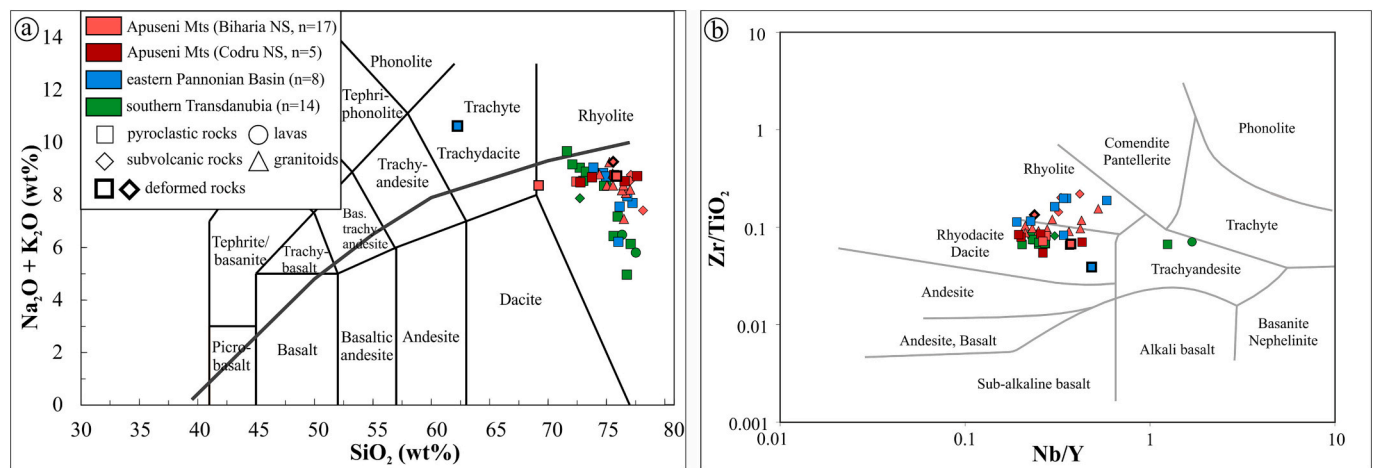 a
14
12
10
8
6
4
2
0
Na₂O + K₂O (wt%)
Apuseni Mts (Biharia NS, n=17)
Apuseni Mts (Codru NS, n=5)
eastern Pannonian Basin (n=8)
southern Transdanubia (n=14)
pyroclastic rocks
lavas
subvolcanic rocks
granitoids
deformed rocks
Phonolite
Tephri-
phonolite
Trachyte
Trachydacite
Rhyolite
Trachy-
andesite
Bas.
trachy
andesite
Tephrite/
basanite
Trachy-
basalt
Dacite
Picro-
basalt
Basalt
Basaltic
andesite
Andesite
30
35
40
45
50
55
60
65
70
75
80
SiO₂ (wt%)
b
10
1
0.1
0.01
0.001
Zr/TiO₂
Comendite
Pantellerite
Phonolite
Rhyolite
Trachyte
Rhyodacite
Dacite
Trachyandesite
Andesite
Andesite, Basalt
Basanite
Nephelinite
Alkali basalt
Sub-alkaline basalt
0.01
0.1
1
10
Nb/Y